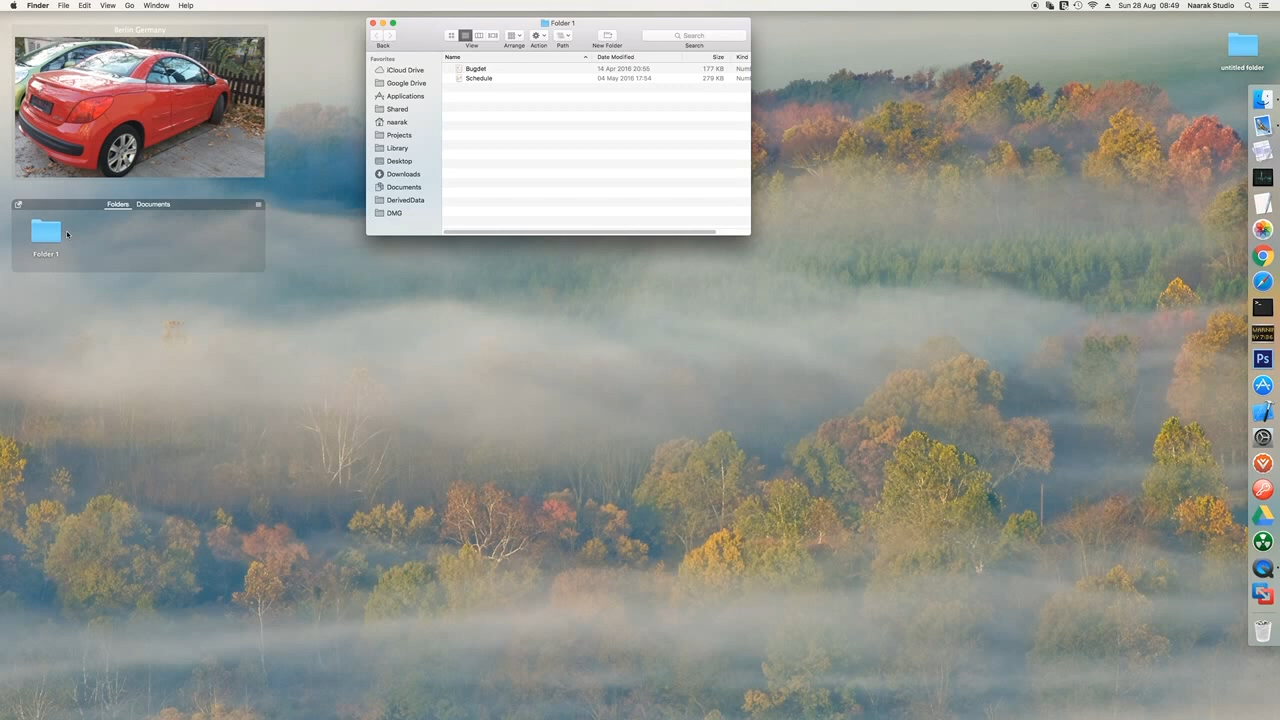 Finder File Edit View Go Window Help
Sun 28 Aug 08:49 Naarak Studio
Berlin Germany
Folder 1
Back View Arrange Action Path New Folder Search
Search
Favorites
iCloud Drive
Google Drive
Applications
Shared
naarak
Projects
Library
Desktop
Downloads
Documents
DerivedData
DMG
Name Date Modified Size Kind
Bugdet 14 Apr 2016 20:55 177 KB Num
Schedule 04 May 2016 17:54 279 KB Num
Folders Documents
Folder 1
untitled folder
Ps